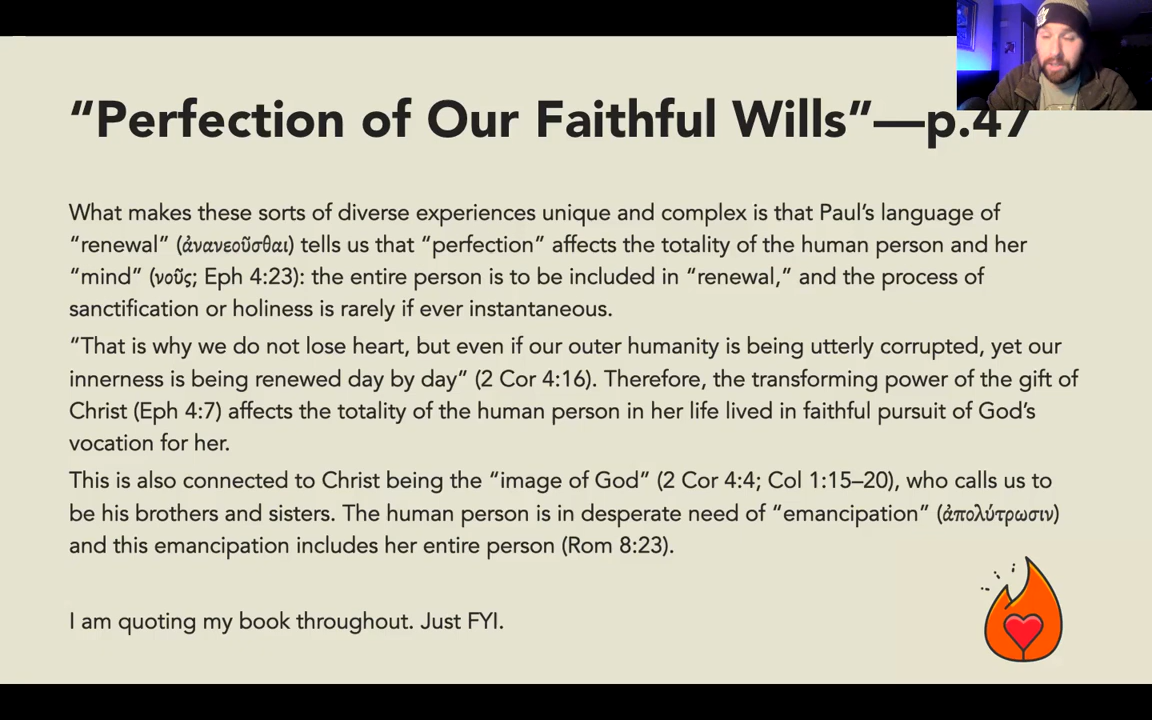 “Perfection of Our Faithful Wills”—p.47
What makes these sorts of diverse experiences unique and complex is that Paul’s language of
“renewal” (ἀνανεοῦσθαι) tells us that “perfection” affects the totality of the human person and her
“mind” (νοῦς; Eph 4:23): the entire person is to be included in “renewal,” and the process of
sanctification or holiness is rarely if ever instantaneous.
“That is why we do not lose heart, but even if our outer humanity is being utterly corrupted, yet our
innerness is being renewed day by day” (2 Cor 4:16). Therefore, the transforming power of the gift of
Christ (Eph 4:7) affects the totality of the human person in her life lived in faithful pursuit of God’s
vocation for her.
This is also connected to Christ being the “image of God” (2 Cor 4:4; Col 1:15–20), who calls us to
be his brothers and sisters. The human person is in desperate need of “emancipation” (ἀπολύτρωσιν)
and this emancipation includes her entire person (Rom 8:23).
I am quoting my book throughout. Just FYI.